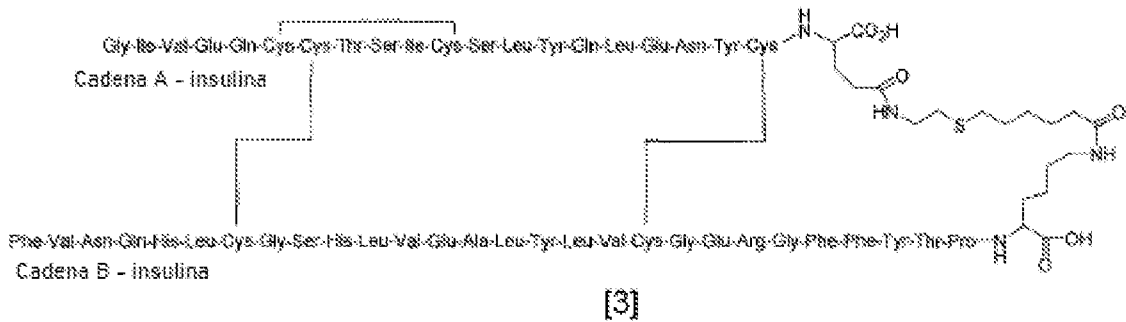 H
Gly-Ile-Val-Glu-Gln-Cys-Cys-Thr-Ser-Ile-Cys-Ser-Leu-Tyr-Gln-Leu-Glu-Asn-Tyr-Cys N CO2H
Cadena A - insulina
O
HN S O
NH
Phe-Val-Asn-Gln-His-Leu-Cys-Gly-Ser-His-Leu-Val-Glu-Ala-Leu-Tyr-Leu-Val-Cys-Gly-Glu-Arg-Gly-Phe-Phe-Tyr-Thr-Pro N OH
H O
Cadena B - insulina
[3]